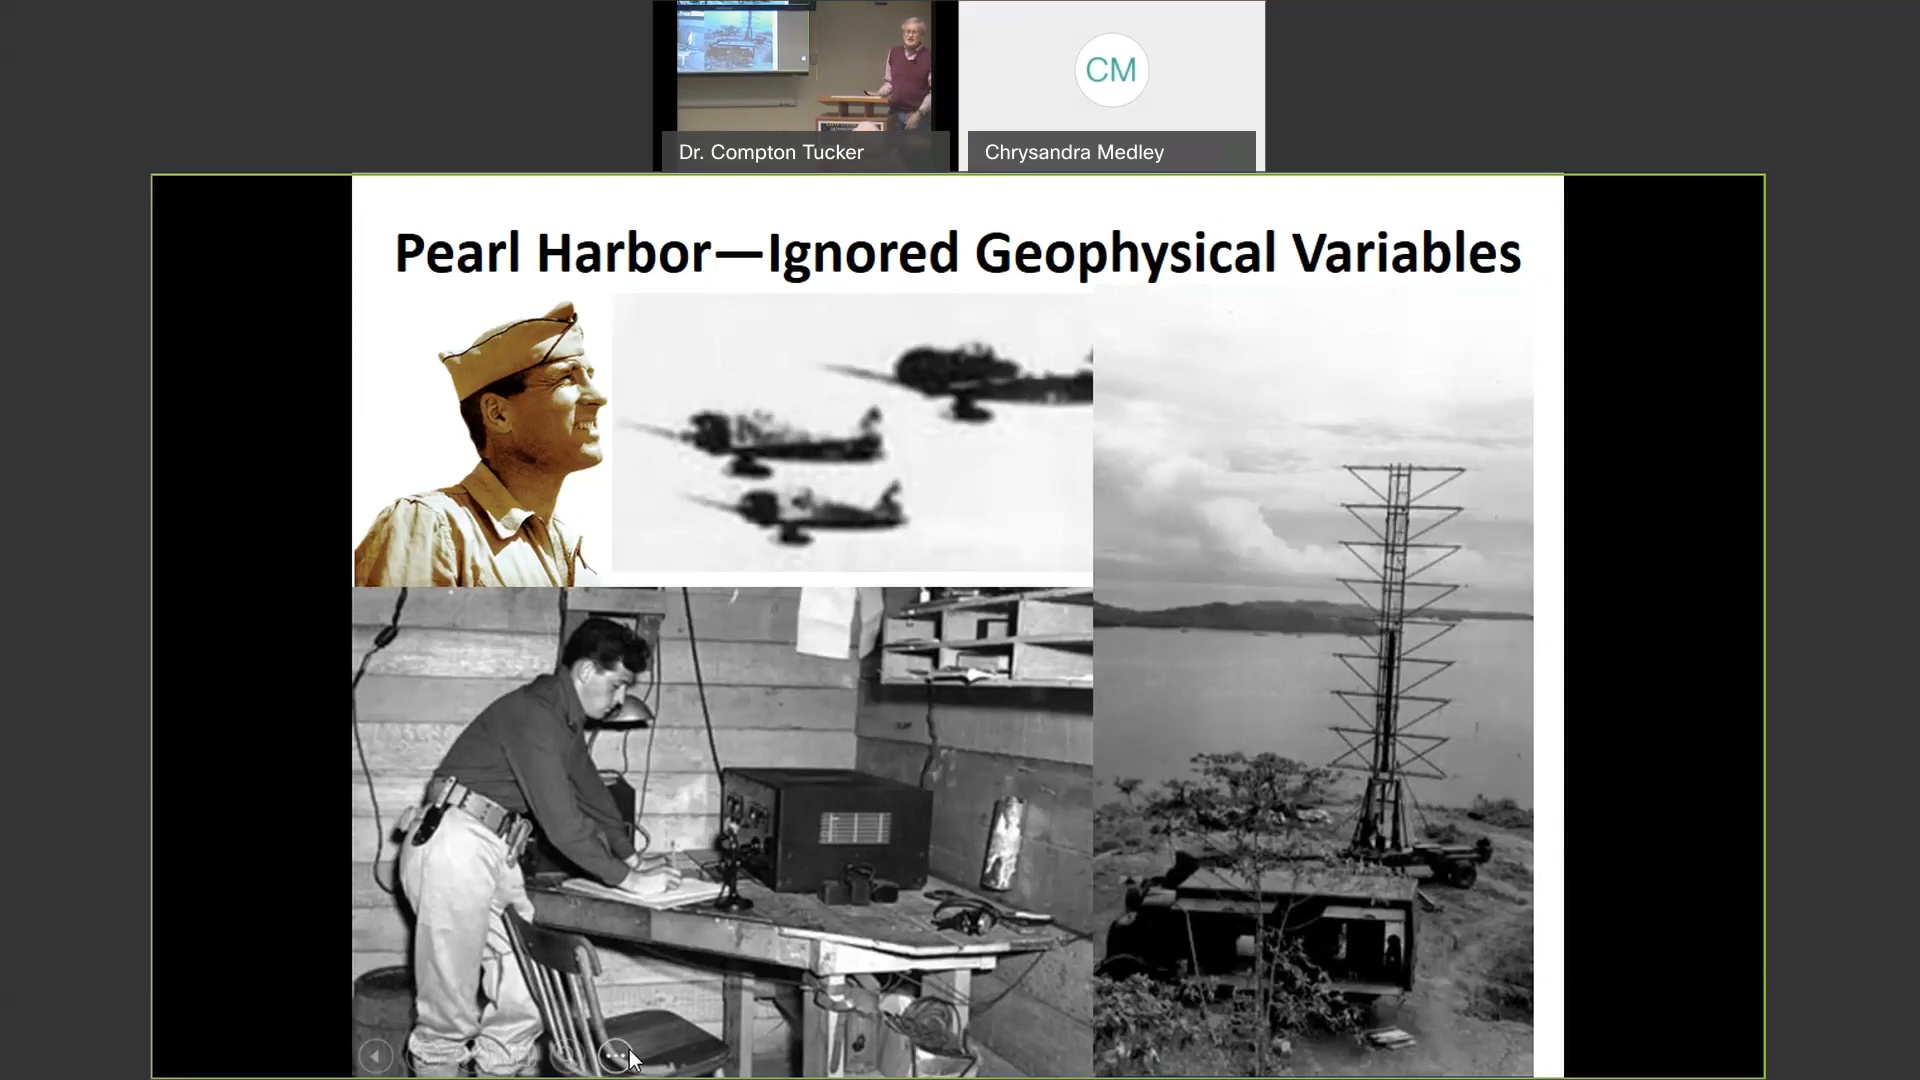 Dr. Compton Tucker
CM
Chrysandra Medley
Pearl Harbor—Ignored Geophysical Variables